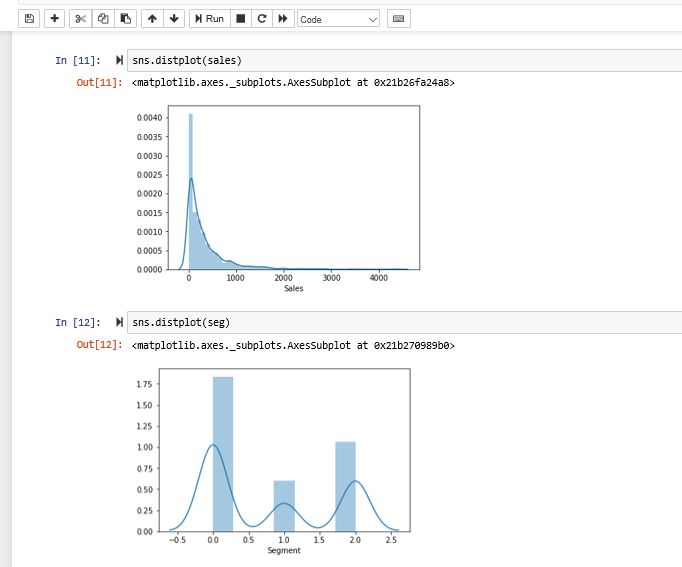 Run
Code
In [11]:
sns.distplot(sales)
Out[11]: <matplotlib.axes._subplots.AxesSubplot at 0x21b26fa24a8>
0.0040
0.0035
0.0030
0.0025
0.0020
0.0015
0.0010
0.0005
0.0000
0 1000 2000 3000 4000
Sales
In [12]:
sns.distplot(seg)
Out[12]: <matplotlib.axes._subplots.AxesSubplot at 0x21b270989b0>
1.75
1.50
1.25
1.00
0.75
0.50
0.25
0.00
−0.5 0.0 0.5 1.0 1.5 2.0 2.5
Segment